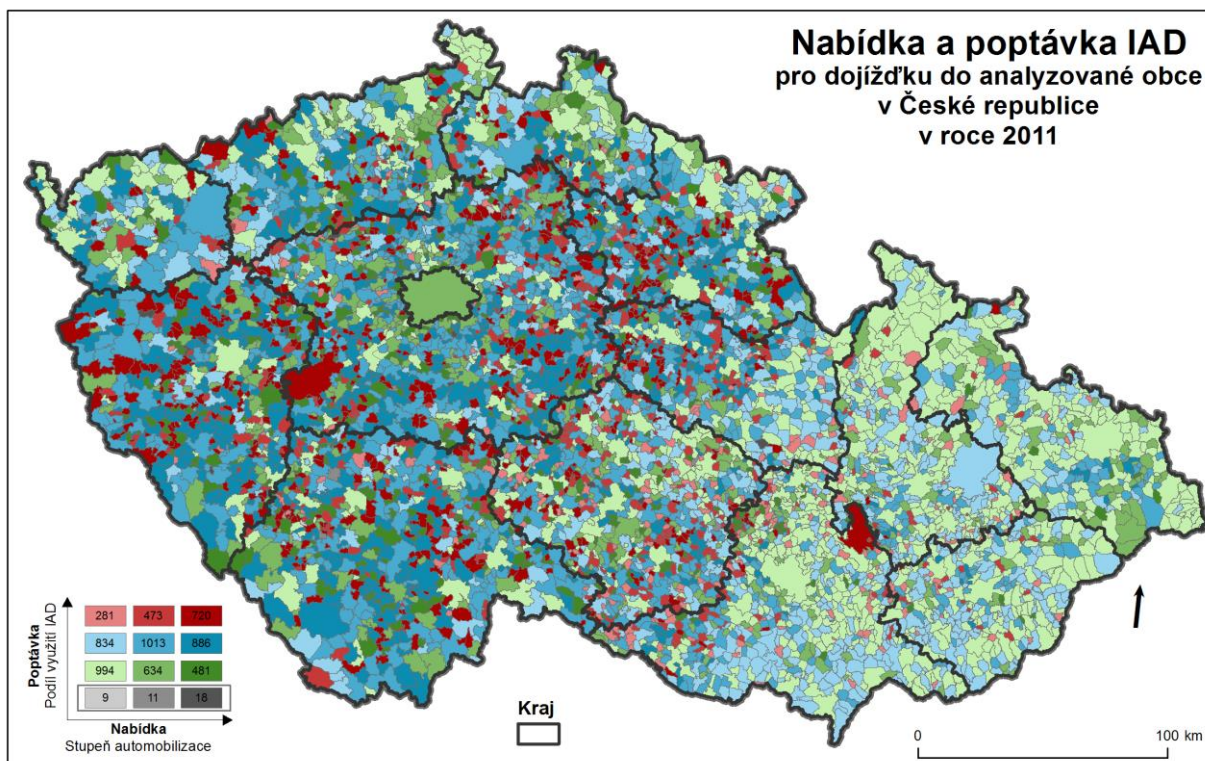 Nabídka a poptávka IAD
pro dojížďku do analyzované obce
v České republice
v roce 2011
Poptávka
Podíl využití IAD
281 473 720
834 1013 886
994 634 481
9 11 18
Nabídka
Stupeň automobilizace
Kraj
0 100 km